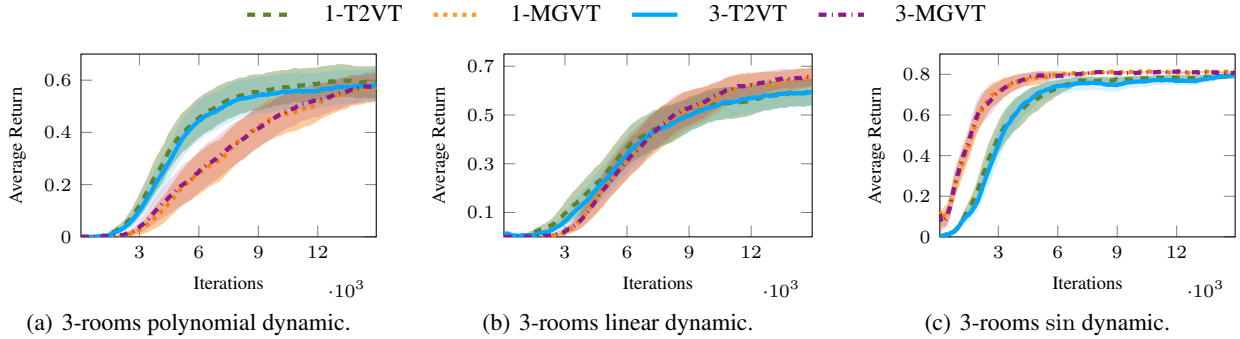 1-T2VT 1-MGVT 3-T2VT 3-MGVT
Average Return
0.6
0.4
0.2
0
3 6 9 12
Iterations
·10³
(a) 3-rooms polynomial dynamic.
Average Return
0.7
0.5
0.3
0.1
3 6 9 12
Iterations
·10³
(b) 3-rooms linear dynamic.
Average Return
0.8
0.6
0.4
0.2
0
3 6 9 12
Iterations
·10³
(c) 3-rooms sin dynamic.